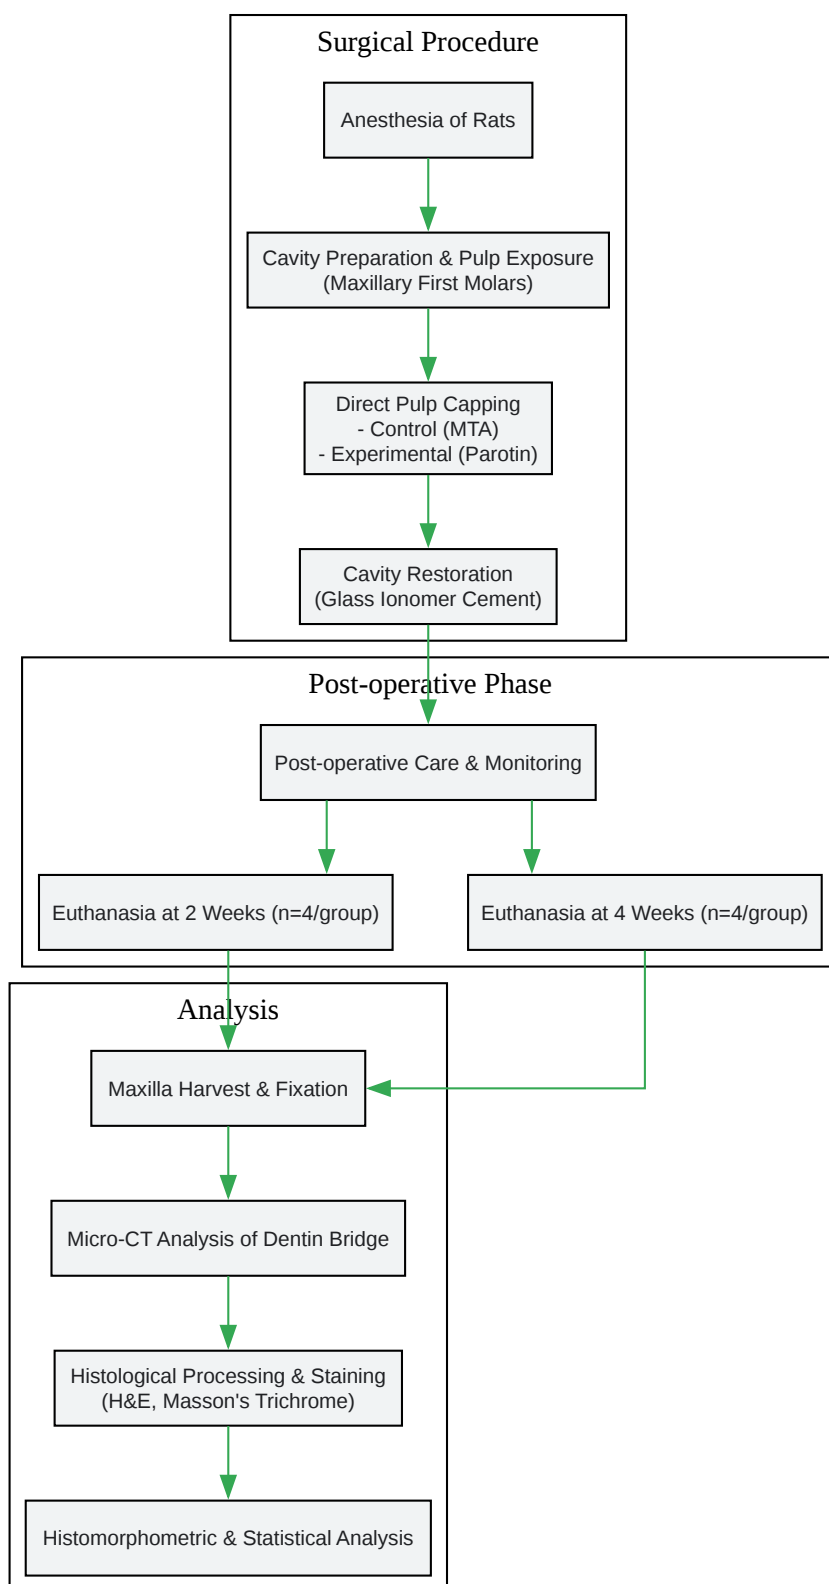 Surgical Procedure
Anesthesia of Rats
Cavity Preparation & Pulp Exposure
(Maxillary First Molars)
Direct Pulp Capping
- Control (MTA)
- Experimental (Parotin)
Cavity Restoration
(Glass Ionomer Cement)
Post-operative Phase
Post-operative Care & Monitoring
Euthanasia at 2 Weeks (n=4/group)
Euthanasia at 4 Weeks (n=4/group)
Analysis
Maxilla Harvest & Fixation
Micro-CT Analysis of Dentin Bridge
Histological Processing & Staining
(H&E, Masson's Trichrome)
Histomorphometric & Statistical Analysis